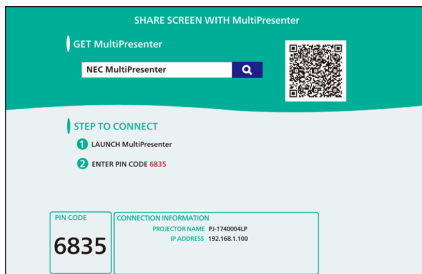 SHARE SCREEN WITH MultiPresenter
GET MultiPresenter
NEC MultiPresenter
STEP TO CONNECT
1 LAUNCH MultiPresenter
2 ENTER PIN CODE 6835
PIN CODE
6835
CONNECTION INFORMATION
PROJECTOR NAME PJ-1740004LP
IP ADDRESS 192.168.1.100